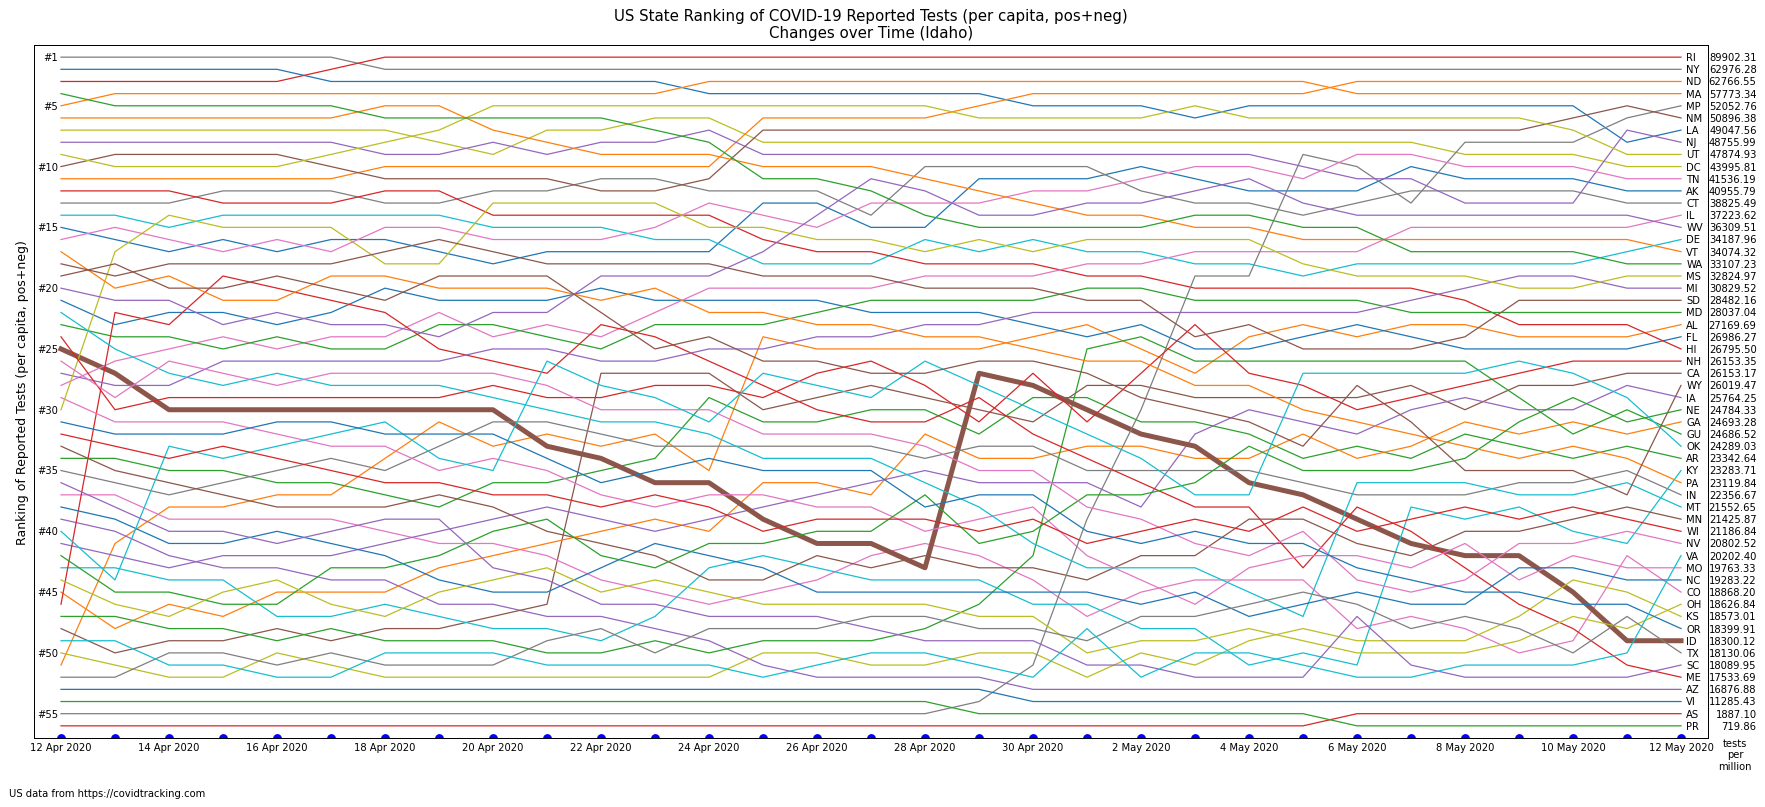 US State Ranking of COVID-19 Reported Tests (per capita, pos+neg)
Changes over Time (Idaho)
Ranking of Reported Tests (per capita, pos+neg)
#1
#5
#10
#15
#20
#25
#30
#35
#40
#45
#50
#55
RI 89902.31
NY 62976.28
ND 62766.55
MA 57773.34
MP 52052.76
NM 50896.38
LA 49047.56
NJ 48755.99
UT 47874.93
DC 43995.81
TN 41536.19
AK 40955.79
CT 38825.49
IL 37223.62
WV 36309.51
DE 34187.96
VT 34074.32
WA 33107.23
MS 32824.97
MI 30829.52
SD 28482.16
MD 28037.04
AL 27169.69
FL 26986.27
HI 26795.50
NH 26153.35
CA 26153.17
WY 26019.47
IA 25764.25
NE 24784.33
GA 24693.28
GU 24686.52
OK 24289.03
AR 23342.64
KY 23283.71
PA 23119.84
IN 22356.67
MT 21552.65
MN 21425.87
WI 21186.84
NV 20802.52
VA 20202.40
MO 19763.33
NC 19283.22
CO 18868.20
OH 18626.84
KS 18573.01
OR 18399.91
ID 18300.12
TX 18130.06
SC 18089.95
ME 17533.69
AZ 16876.88
VI 11285.43
AS 1887.10
PR 719.86
12 Apr 2020
14 Apr 2020
16 Apr 2020
18 Apr 2020
20 Apr 2020
22 Apr 2020
24 Apr 2020
26 Apr 2020
28 Apr 2020
30 Apr 2020
2 May 2020
4 May 2020
6 May 2020
8 May 2020
10 May 2020
12 May 2020
tests
per
million
US data from https://covidtracking.com